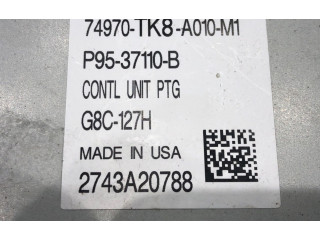 74970-TK8-A010-M1
P95-37110-B
CONTL UNIT PTG
G8C-127H
MADE IN USA
2743A20788